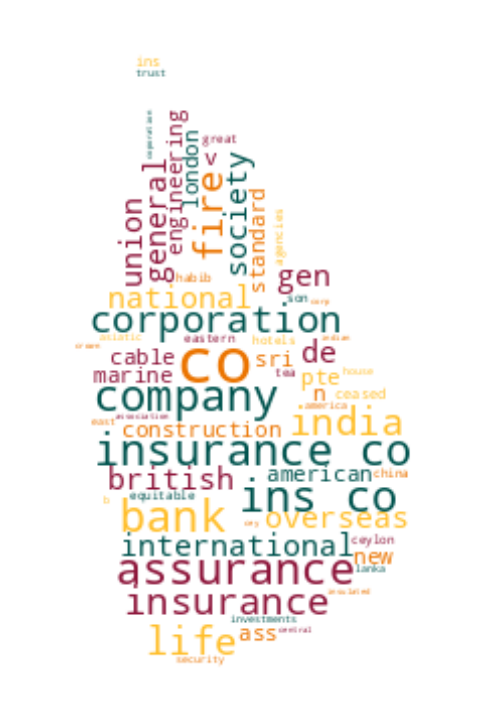 ins
trust
corporation
great
engineering
london
v
general
fire
society
union
standard
agencies
habib
gen
national
son
corp
corporation
asiatic
eastern
hotels
indian
crown
cable
co
sri
de
marine
tea
pte
house
company
n
ceased
america
association
india
east
construction
insurance co
british
american
china
equitable
ins co
b
bank
overseas
cey
international
ceylon
new
assurance
lanka
insulated
insurance
investments
life
ass
central
security